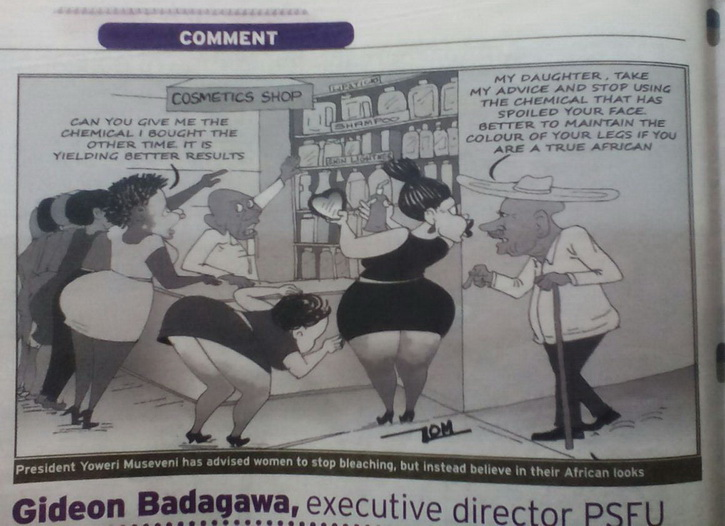 COMMENT
COSMETICS SHOP
CAN YOU GIVE ME THE
CHEMICAL I BOUGHT THE
OTHER TIME. IT IS
YIELDING BETTER RESULTS
SHAMPOO
SKIN LIGHTNER
MY DAUGHTER, TAKE
MY ADVICE AND STOP USING
THE CHEMICAL THAT HAS
SPOILED YOUR FACE.
BETTER TO MAINTAIN THE
COLOUR OF YOUR LEGS IF YOU
ARE A TRUE AFRICAN
TOM
President Yoweri Museveni has advised women to stop bleaching, but instead believe in their African looks
Gideon Badagawa, executive director PSFU